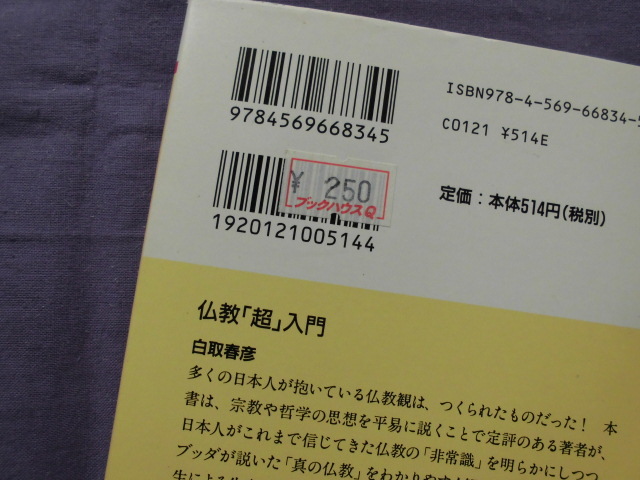 9784569668345
ISBN978-4-569-66834-5
C0121 ¥514E
¥ 250
ブックハウスQ
1920121005144
定価：本体514円(税別)
仏教「超」入門
白取春彦
多くの日本人が抱いている仏教観は、つくられたものだった！ 本
書は、宗教や哲学の思想を平易に説くことで定評のある著者が、
日本人がこれまで信じてきた仏教の「非常識」を明らかにしつつ、
ブッダが説いた「真の仏教」をわかりやす